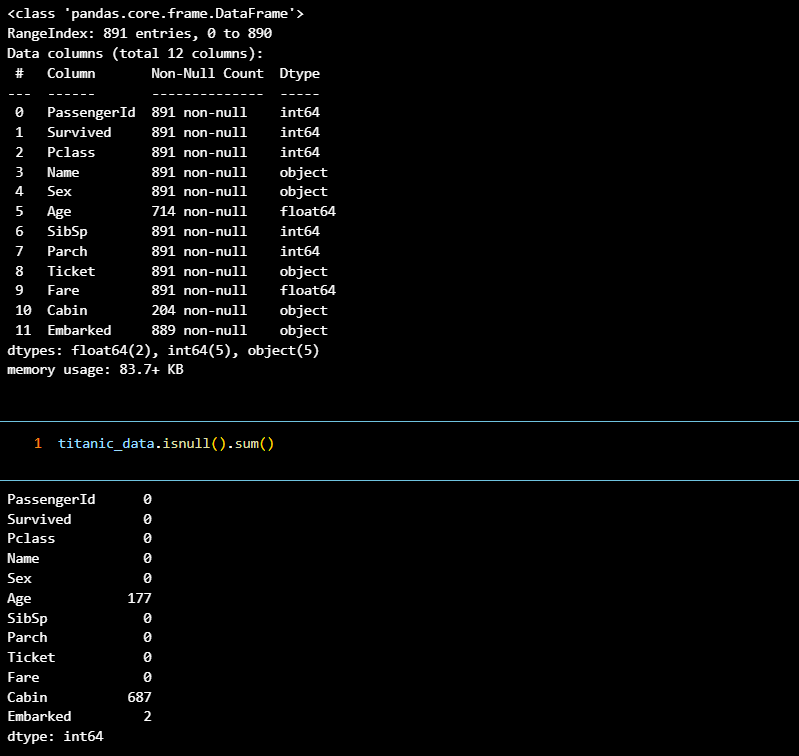 <class 'pandas.core.frame.DataFrame'>
RangeIndex: 891 entries, 0 to 890
Data columns (total 12 columns):
 #   Column       Non-Null Count  Dtype
---  ------       --------------  -----
 0   PassengerId  891 non-null    int64
 1   Survived     891 non-null    int64
 2   Pclass       891 non-null    int64
 3   Name         891 non-null    object
 4   Sex          891 non-null    object
 5   Age          714 non-null    float64
 6   SibSp        891 non-null    int64
 7   Parch        891 non-null    int64
 8   Ticket       891 non-null    object
 9   Fare         891 non-null    float64
 10  Cabin        204 non-null    object
 11  Embarked     889 non-null    object
dtypes: float64(2), int64(5), object(5)
memory usage: 83.7+ KB
1  titanic_data.isnull().sum()
PassengerId      0
Survived         0
Pclass           0
Name             0
Sex              0
Age            177
SibSp            0
Parch            0
Ticket           0
Fare             0
Cabin          687
Embarked         2
dtype: int64